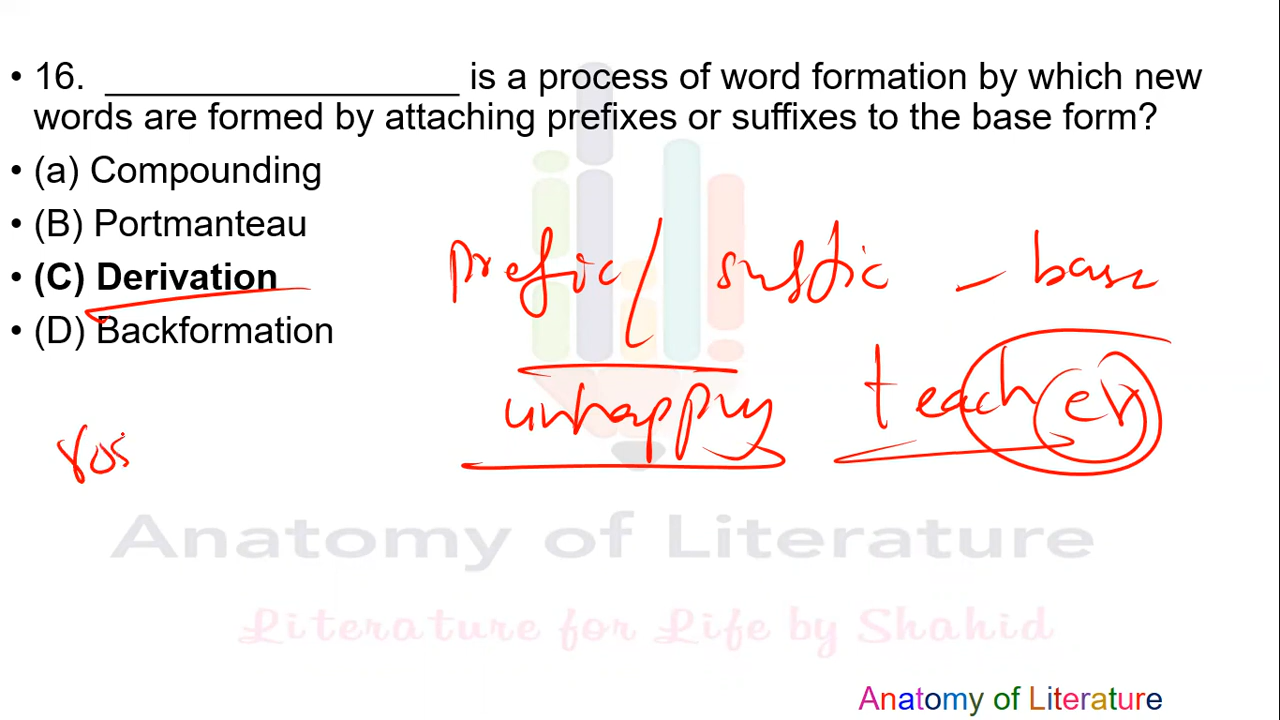 • 16. _________________ is a process of word formation by which new
words are formed by attaching prefixes or suffixes to the base form?
• (a) Compounding
• (B) Portmanteau
• (C) Derivation
• (D) Backformation
prefix/ suffix - base
unhappy teacher
Anatomy of Literature
Literature for Life by Shahid
Anatomy of Literature